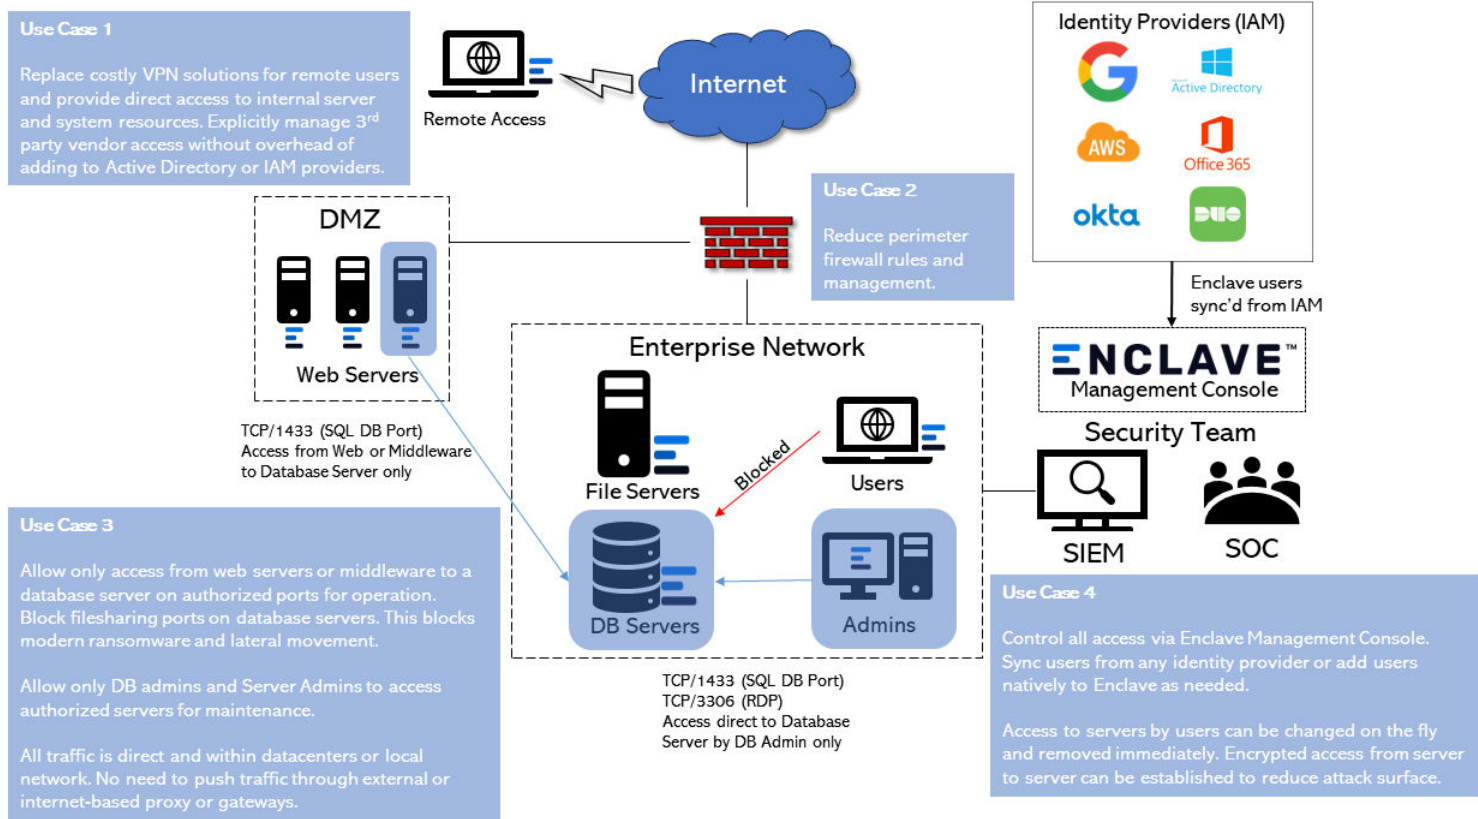 Use Case 1
Replace costly VPN solutions for remote users
and provide direct access to internal server
and system resources. Explicitly manage 3rd
party vendor access without overhead of
adding to Active Directory or IAM providers.
Remote Access
Internet
Identity Providers (IAM)
G
Active Directory
AWS
Office 365
okta
DUO
Enclave users
sync'd from IAM
ENCLAVE™
Management Console
Use Case 2
Reduce perimeter
firewall rules and
management.
DMZ
Web Servers
TCP/1433 (SQL DB Port)
Access from Web or Middleware
to Database Server only
Enterprise Network
File Servers
Users
Blocked
DB Servers
Admins
TCP/1433 (SQL DB Port)
TCP/3306 (RDP)
Access direct to Database
Server by DB Admin only
Security Team
SIEM
SOC
Use Case 3
Allow only access from web servers or middleware to a
database server on authorized ports for operation.
Block filesharing ports on database servers. This blocks
modern ransomware and lateral movement.
Allow only DB admins and Server Admins to access
authorized servers for maintenance.
All traffic is direct and within datacenters or local
network. No need to push traffic through external or
internet-based proxy or gateways.
Use Case 4
Control all access via Enclave Management Console.
Sync users from any identity provider or add users
natively to Enclave as needed.
Access to servers by users can be changed on the fly
and removed immediately. Encrypted access from server
to server can be established to reduce attack surface.